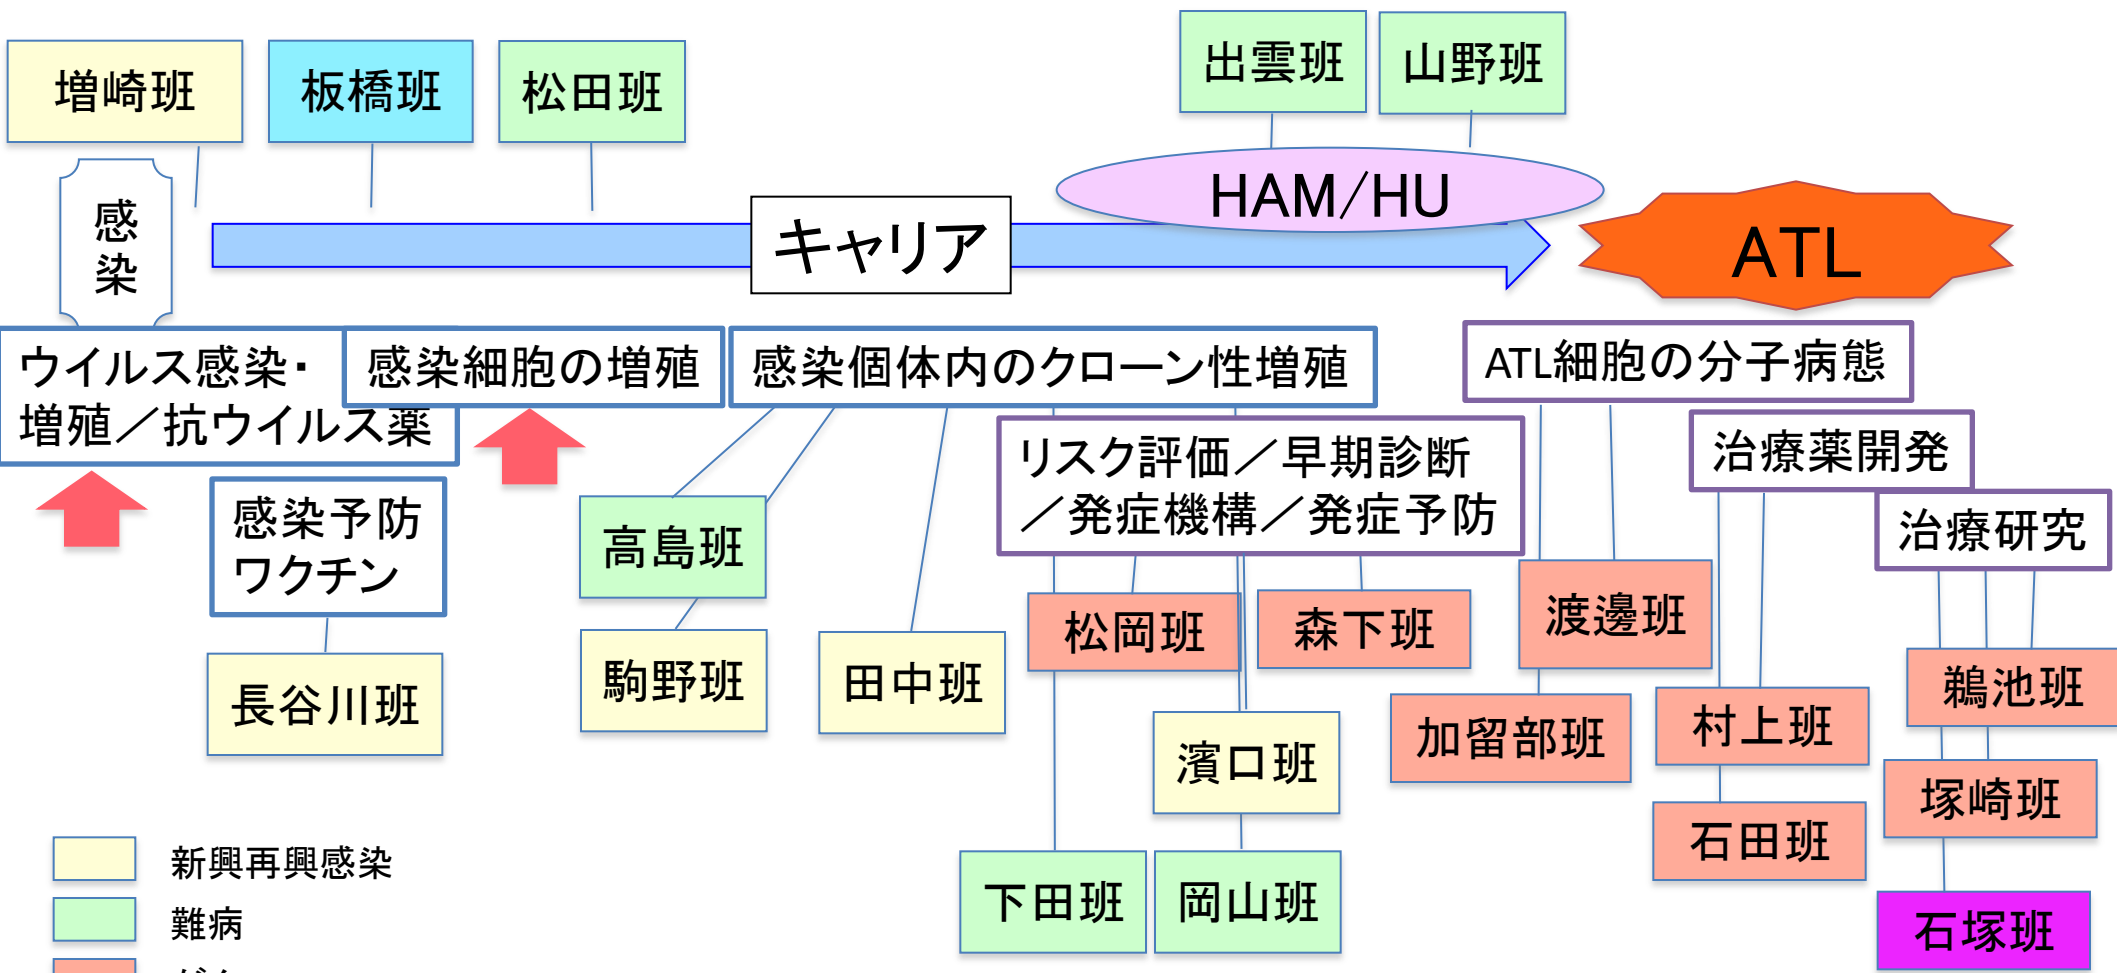 増崎班
板橋班
松田班
出雲班
山野班
感
染
キャリア
HAM/HU
ATL
ウイルス感染・
増殖／抗ウイルス薬
感染細胞の増殖
感染個体内のクローン性増殖
ATL細胞の分子病態
リスク評価／早期診断
／発症機構／発症予防
治療薬開発
治療研究
感染予防
ワクチン
高島班
駒野班
田中班
松岡班
森下班
渡邊班
加留部班
村上班
鵜池班
長谷川班
濱口班
塚崎班
石田班
下田班
岡山班
石塚班
新興再興感染
難病